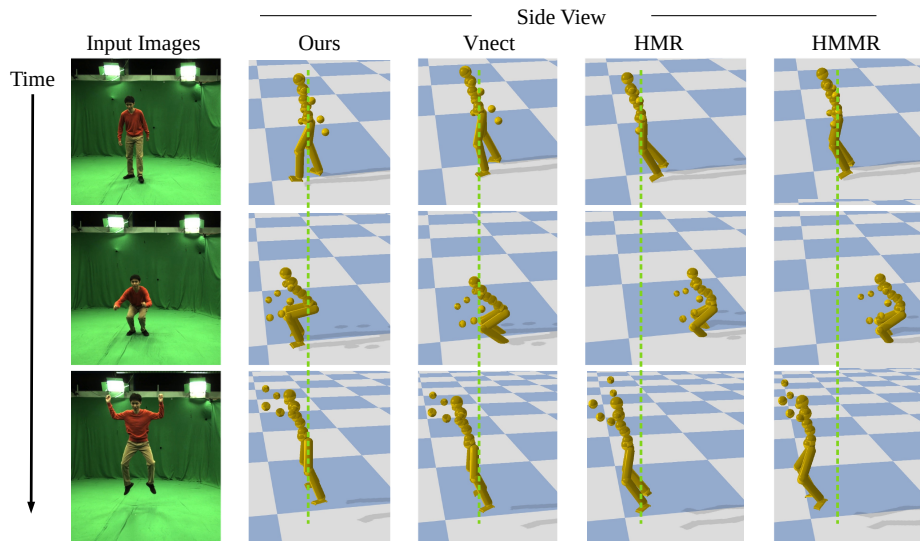 Side View
Input Images
Ours
Vnect
HMR
HMMR
Time